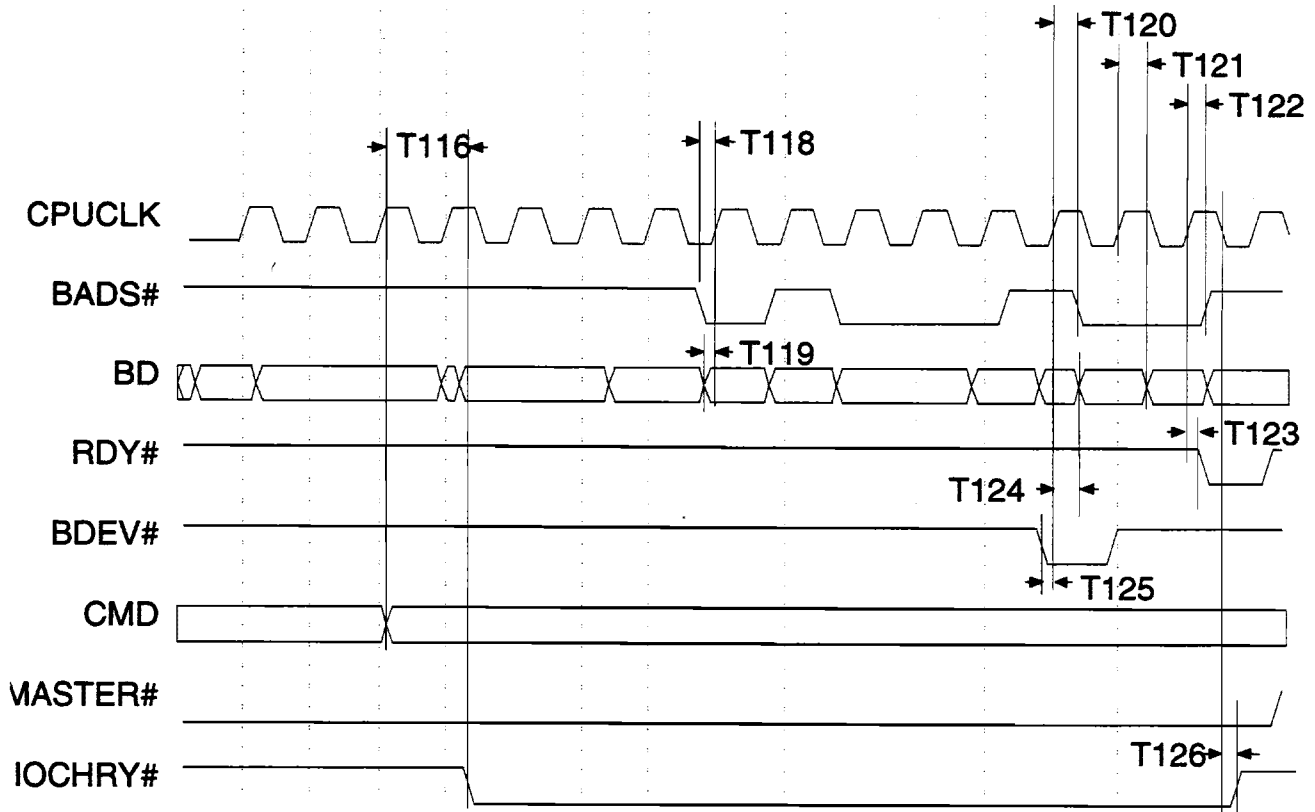 T120
T121
T122
T116
T118
CPUCLK
BADS#
T119
BD
RDY#
T123
T124
BDEV#
T125
CMD
MASTER#
T126
IOCHRY#